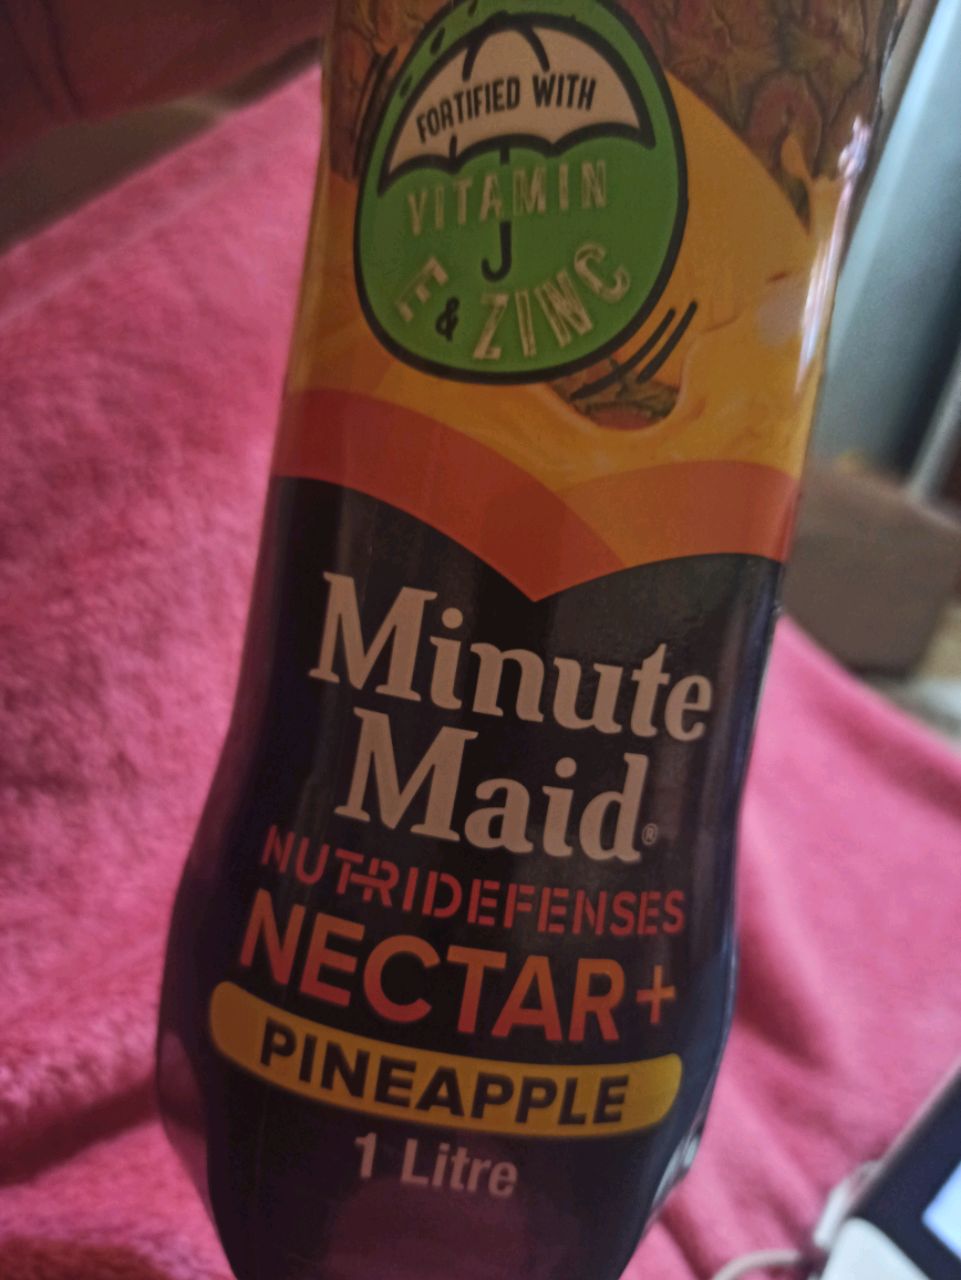 FORTIFIED WITH
VITAMIN
E & ZINC
Minute
Maid®
NUTRIDEFENSES
NECTAR+
PINEAPPLE
1 Litre